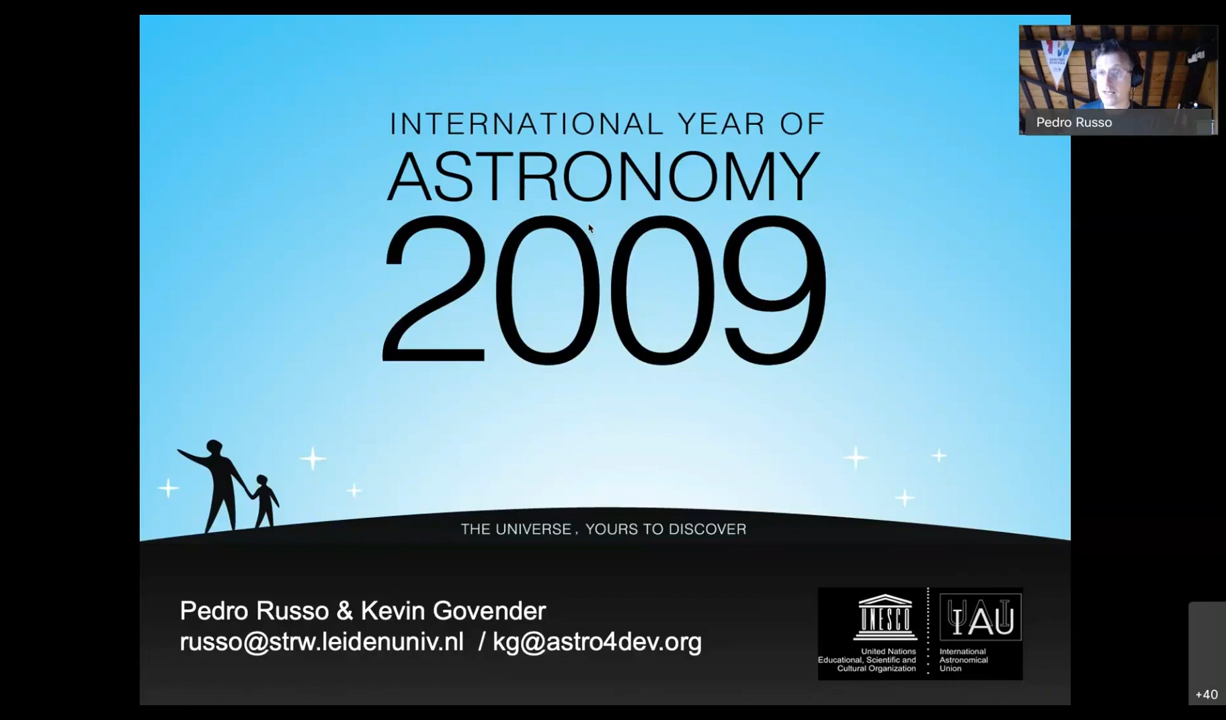 INTERNATIONAL YEAR OF
ASTRONOMY
2009
Pedro Russo
THE UNIVERSE, YOURS TO DISCOVER
Pedro Russo & Kevin Govender
russo@strw.leidenuniv.nl / kg@astro4dev.org
UNESCO
United Nations
Educational, Scientific and
Cultural Organization
IAU
International
Astronomical
Union
+40